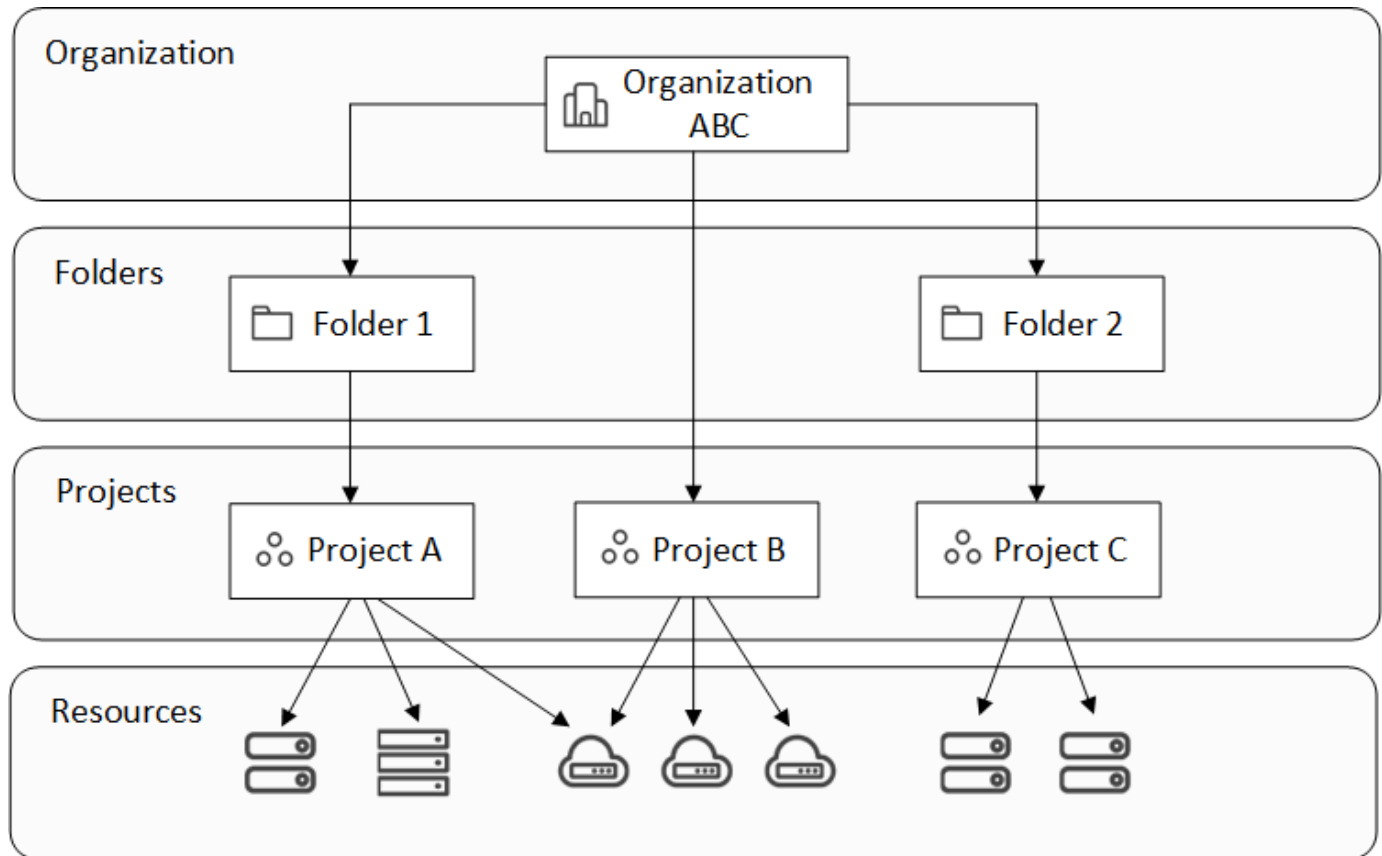 Organization
Organization
ABC
Folders
Folder 1
Folder 2
Projects
Project A
Project B
Project C
Resources